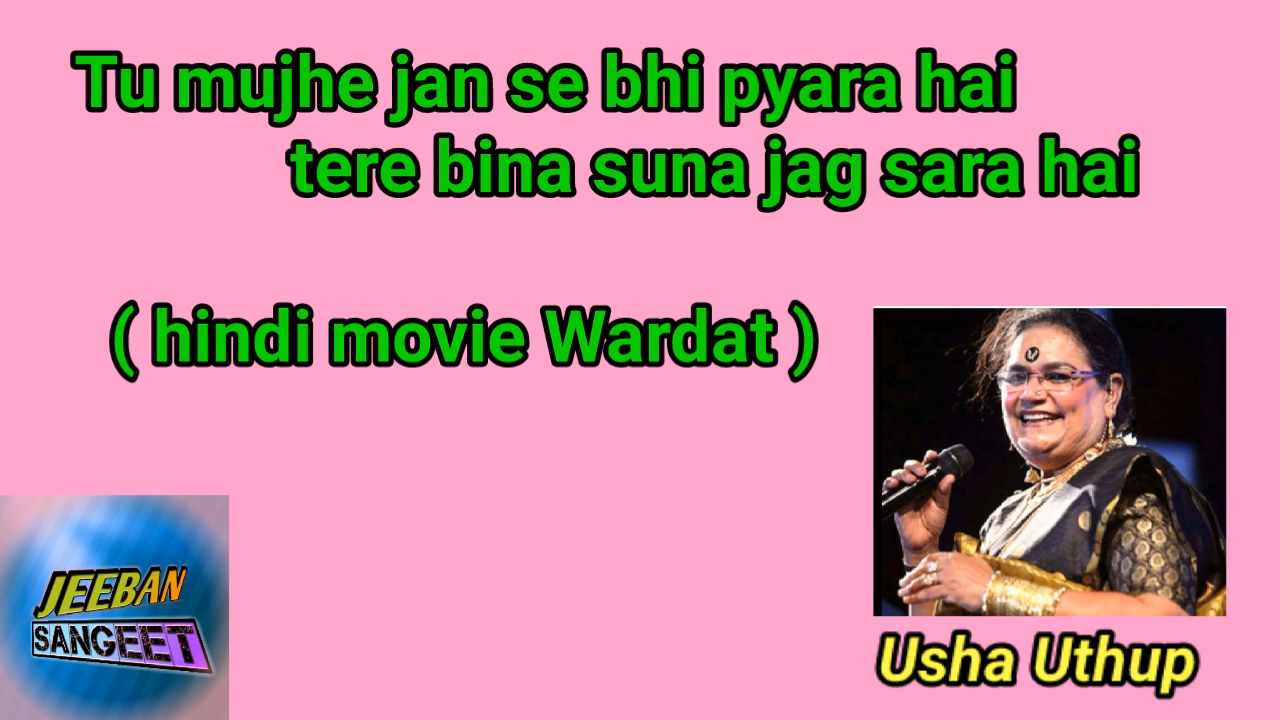 Tu mujhe jan se bhi pyara hai
tere bina suna jag sara hai
( hindi movie Wardat )
JEEBAN
SANGEET
Usha Uthup